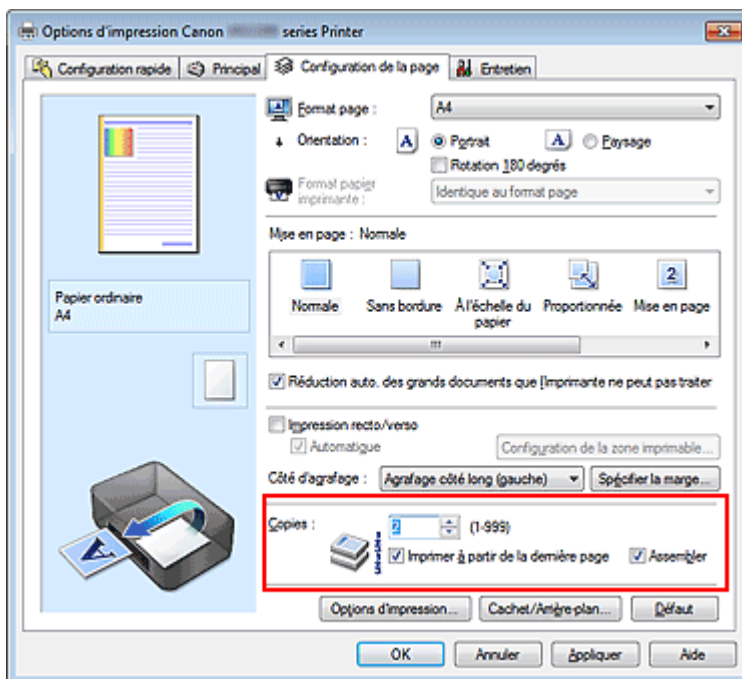 Options d'impression Canon series Printer
Configuration rapide Principal Configuration de la page Entretien
Format page : A4
Orientation : A Portrait A Paysage
Rotation 180 degrés
Format papier imprimante : Identique au format page
Mise en page : Normale
Normale Sans bordure À l'échelle du papier Proportionnée Mise en page
Papier ordinaire
A4
Réduction auto. des grands documents que l'imprimante ne peut pas traiter
Impression recto/verso
Automatique Configuration de la zone imprimable...
Côté d'agrafage : Agrafage côté long (gauche) Spécifier la marge...
Copies : 2 (1-999)
Imprimer à partir de la dernière page Assembler
Options d'impression... Cachet/Arrière-plan... Défaut
OK Annuler Appliquer Aide